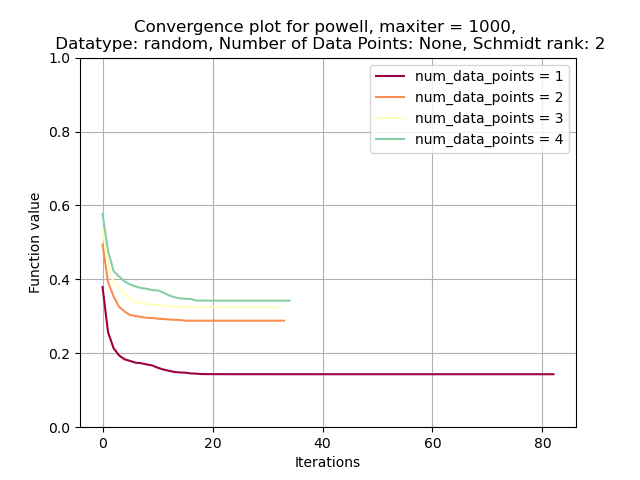 Convergence plot for powell, maxiter = 1000,
Datatype: random, Number of Data Points: None, Schmidt rank: 2
1.0
0.8
0.6
0.4
0.2
0.0
Function value
num_data_points = 1
num_data_points = 2
num_data_points = 3
num_data_points = 4
0 20 40 60 80
Iterations